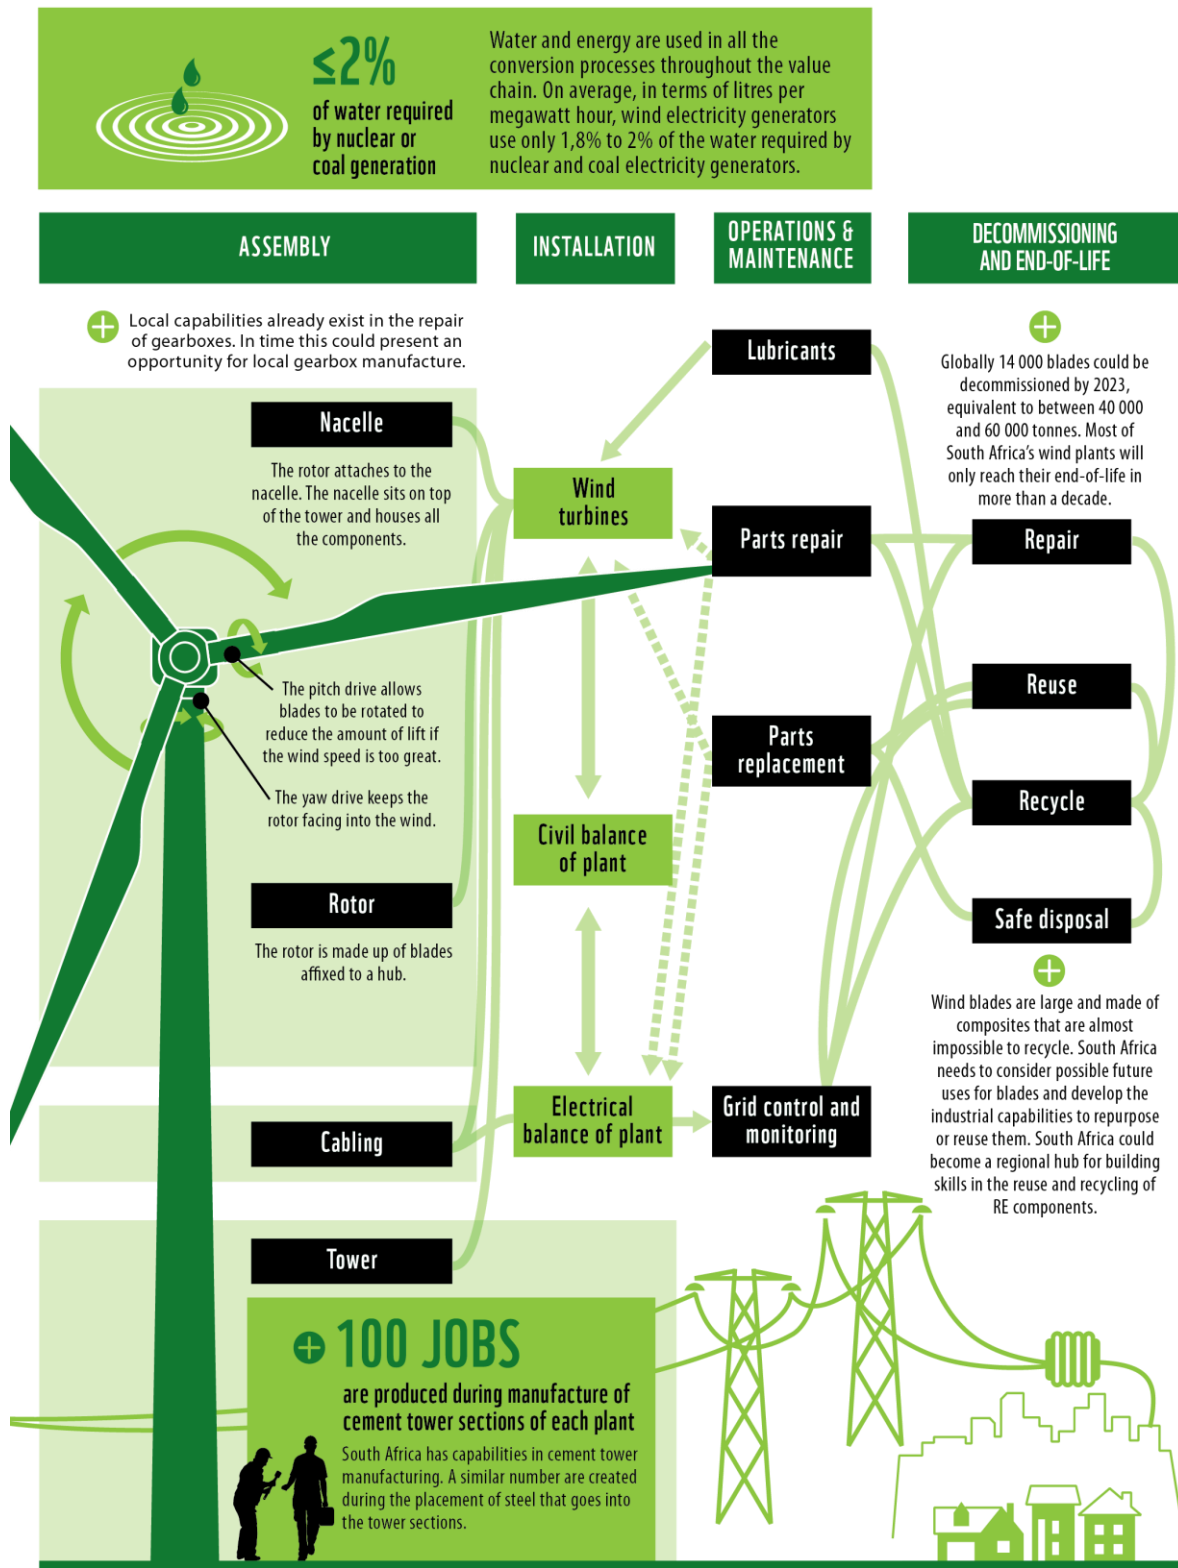 ≤2%
of water required
by nuclear or
coal generation
Water and energy are used in all the
conversion processes throughout the value
chain. On average, in terms of litres per
megawatt hour, wind electricity generators
use only 1,8% to 2% of the water required by
nuclear and coal electricity generators.
ASSEMBLY
INSTALLATION
OPERATIONS &
MAINTENANCE
DECOMMISSIONING
AND END-OF-LIFE
Local capabilities already exist in the repair
of gearboxes. In time this could present an
opportunity for local gearbox manufacture.
Nacelle
The rotor attaches to the
nacelle. The nacelle sits on top
of the tower and houses all
the components.
The pitch drive allows
blades to be rotated to
reduce the amount of lift if
the wind speed is too great.
The yaw drive keeps the
rotor facing into the wind.
Rotor
The rotor is made up of blades
affixed to a hub.
Cabling
Tower
100 JOBS
are produced during manufacture of
cement tower sections of each plant
South Africa has capabilities in cement tower
manufacturing. A similar number are created
during the placement of steel that goes into
the tower sections.
Wind
turbines
Civil balance
of plant
Electrical
balance of plant
Lubricants
Parts repair
Parts
replacement
Grid control and
monitoring
Globally 14 000 blades could be
decommissioned by 2023,
equivalent to between 40 000
and 60 000 tonnes. Most of
South Africa's wind plants will
only reach their end-of-life in
more than a decade.
Repair
Reuse
Recycle
Safe disposal
Wind blades are large and made of
composites that are almost
impossible to recycle. South Africa
needs to consider possible future
uses for blades and develop the
industrial capabilities to repurpose
or reuse them. South Africa could
become a regional hub for building
skills in the reuse and recycling of
RE components.